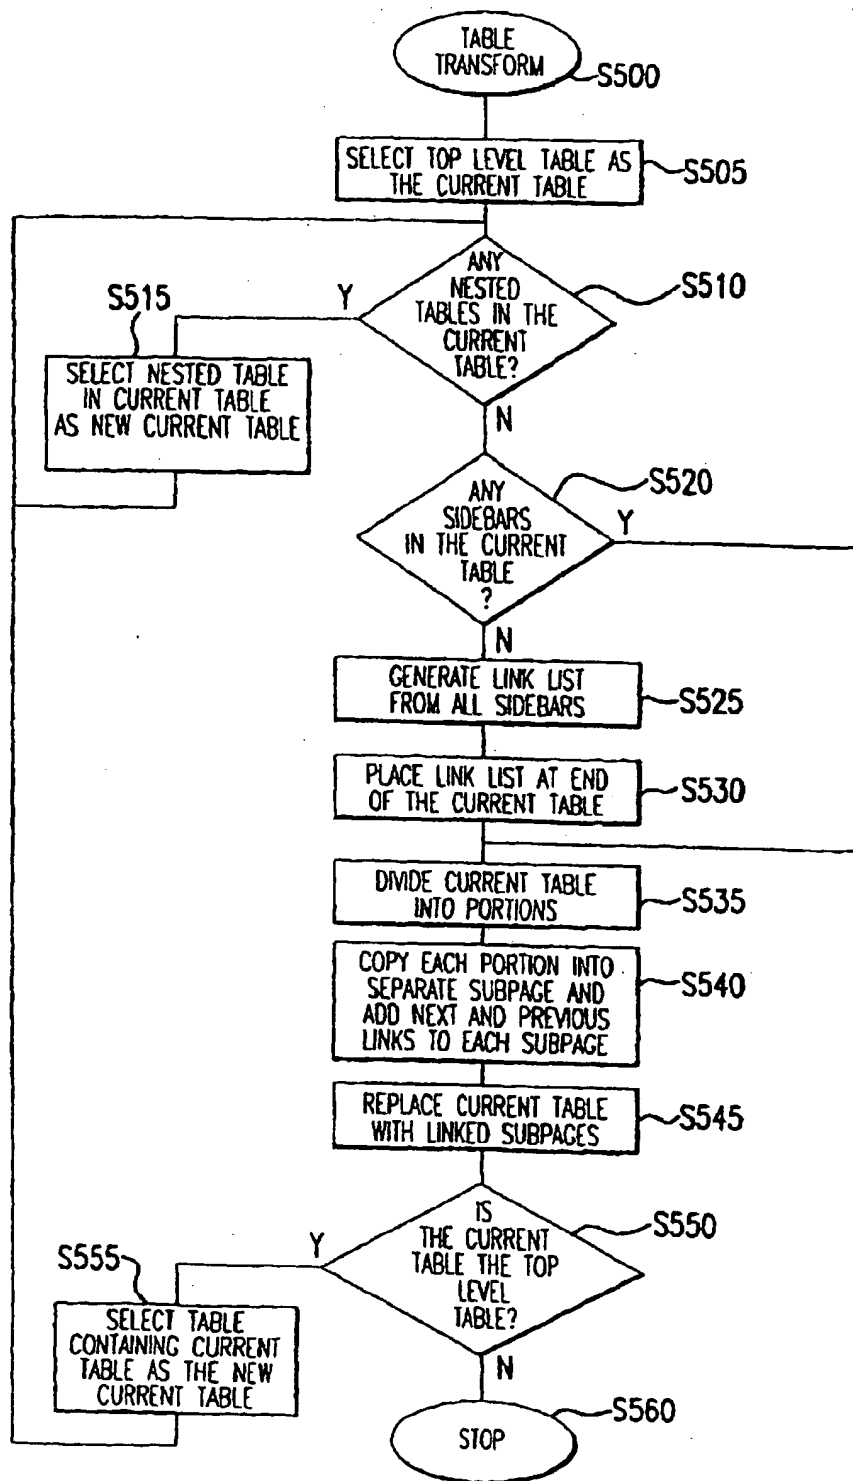 TABLE
TRANSFORM
S500
SELECT TOP LEVEL TABLE AS
THE CURRENT TABLE
S505
ANY
NESTED
TABLES IN THE
CURRENT
TABLE?
S510
Y
S515
SELECT NESTED TABLE
IN CURRENT TABLE
AS NEW CURRENT TABLE
N
ANY
SIDEBARS
IN THE CURRENT
TABLE
?
S520
Y
N
GENERATE LINK LIST
FROM ALL SIDEBARS
S525
PLACE LINK LIST AT END
OF THE CURRENT TABLE
S530
DIVIDE CURRENT TABLE
INTO PORTIONS
S535
COPY EACH PORTION INTO
SEPARATE SUBPAGE AND
ADD NEXT AND PREVIOUS
LINKS TO EACH SUBPAGE
S540
REPLACE CURRENT TABLE
WITH LINKED SUBPAGES
S545
IS
THE CURRENT
TABLE THE TOP
LEVEL
TABLE?
S550
Y
S555
SELECT TABLE
CONTAINING CURRENT
TABLE AS THE NEW
CURRENT TABLE
N
STOP
S560